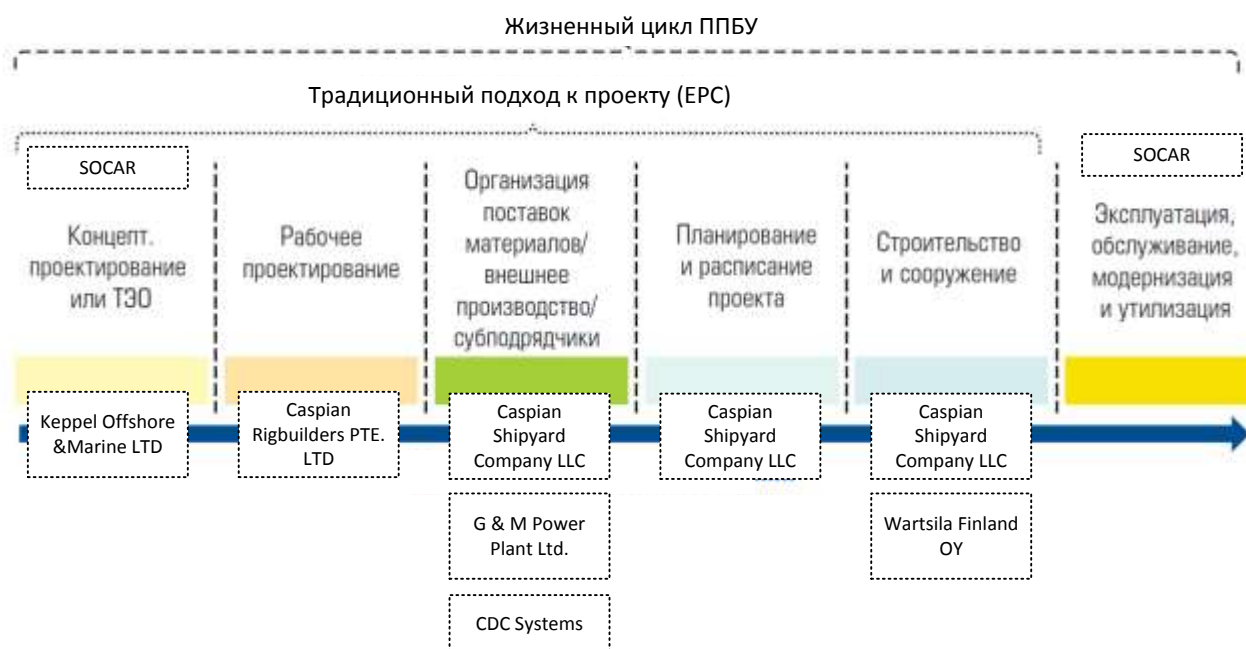 Жизненный цикл ППБУ
Традиционный подход к проекту (EPC)
SOCAR
Концепт.
проектирование
или ТЭО
Рабочее
проектирование
Организация
поставок
материалов/
внешнее
производство/
субподрядчики
Планирование
и расписание
проекта
Строительство
и сооружение
SOCAR
Эксплуатация,
обслуживание,
модернизация
и утилизация
Keppel Offshore
&Marine LTD
Caspian
Rigbuilders PTE.
LTD
Caspian
Shipyard
Company LLC
Caspian
Shipyard
Company LLC
Caspian
Shipyard
Company LLC
G & M Power
Plant Ltd.
Wartsila Finland
OY
CDC Systems